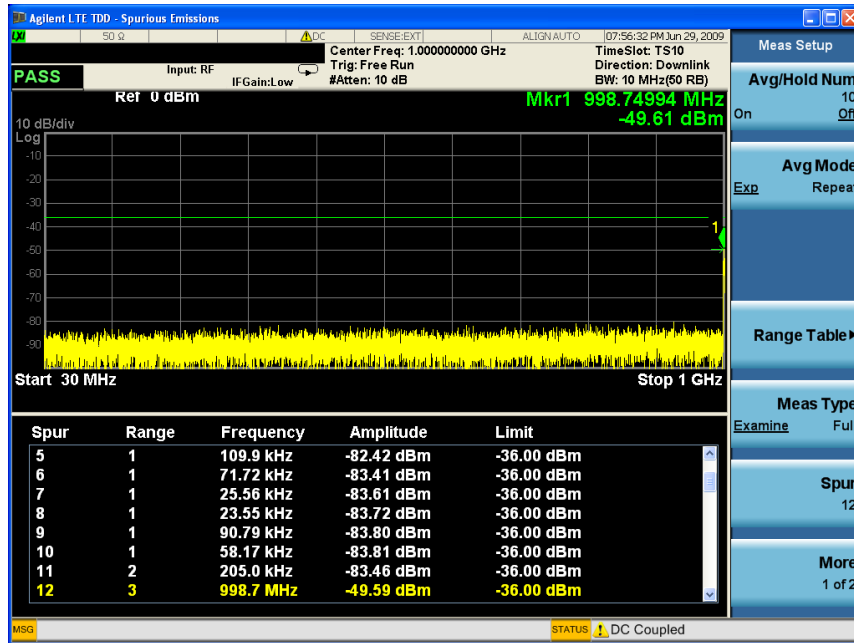 Agilent LTE TDD - Spurious Emissions
LXI 50 Ω DC SENSE:EXT ALIGN AUTO 07:56:32 PM Jun 29, 2009
Center Freq: 1.000000000 GHz TimeSlot: TS10
Trig: Free Run Direction: Downlink
PASS Input: RF IFGain:Low #Atten: 10 dB BW: 10 MHz(50 RB)
Ref 0 dBm Mkr1 998.74994 MHz
-49.61 dBm
10 dB/div
Log
-10
-20
-30
-40
1
-50
-60
-70
-80
-90
Start 30 MHz Stop 1 GHz
Spur Range Frequency Amplitude Limit
5 1 109.9 kHz -82.42 dBm -36.00 dBm
6 1 71.72 kHz -83.41 dBm -36.00 dBm
7 1 25.56 kHz -83.61 dBm -36.00 dBm
8 1 23.55 kHz -83.72 dBm -36.00 dBm
9 1 90.79 kHz -83.80 dBm -36.00 dBm
10 1 58.17 kHz -83.81 dBm -36.00 dBm
11 2 205.0 kHz -83.46 dBm -36.00 dBm
12 3 998.7 MHz -49.59 dBm -36.00 dBm
MSG STATUS DC Coupled
Meas Setup
Avg/Hold Num
10
On Off
Avg Mode
Exp Repeat
Range Table
Meas Type
Examine Full
Spur
12
More
1 of 2